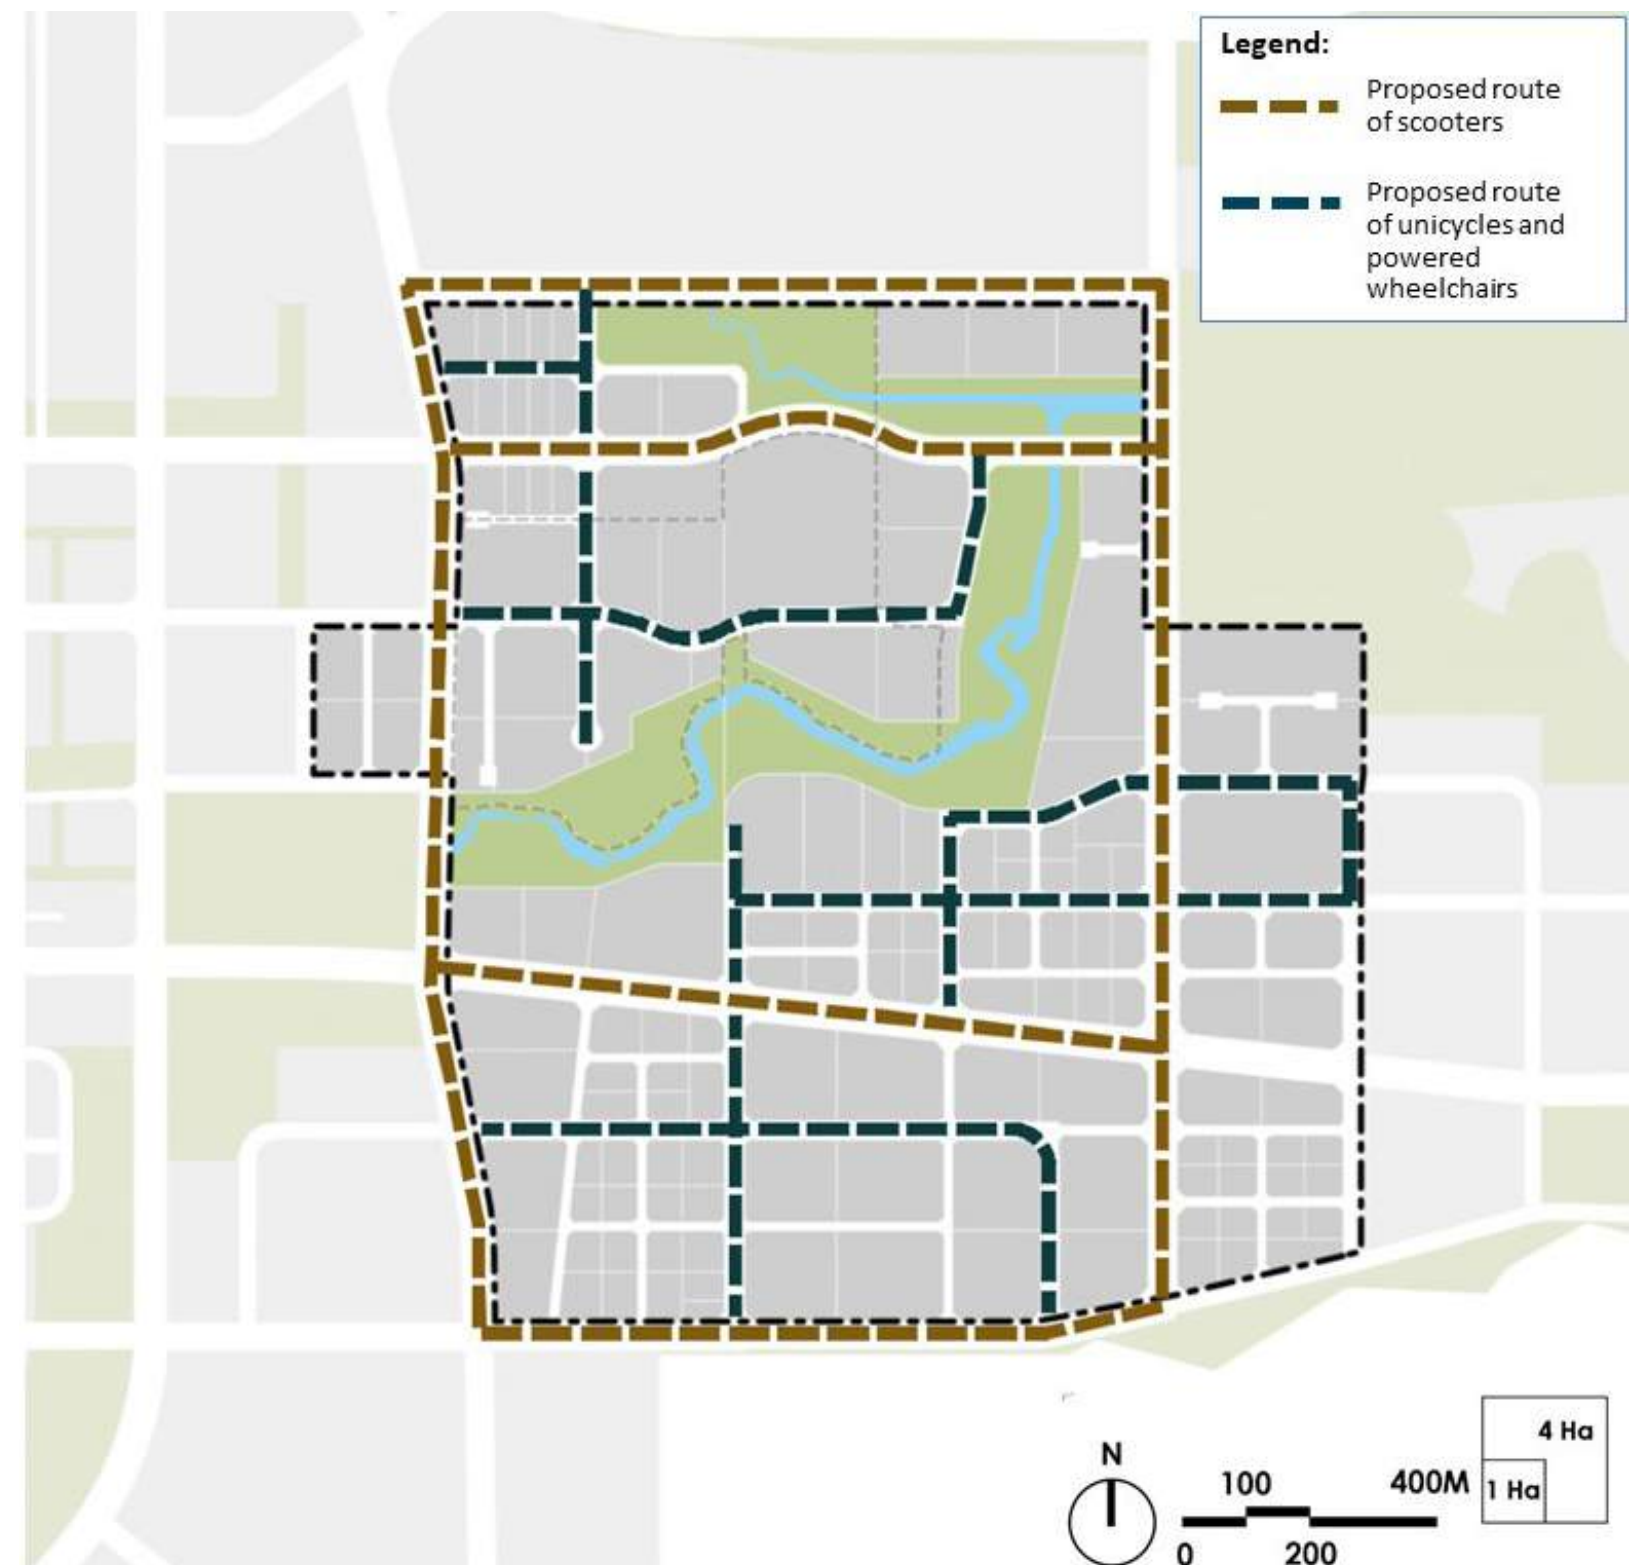 Legend:
Proposed route
of scooters
Proposed route
of unicycles and
powered
wheelchairs
N
100
400M
0
200
4 Ha
1 Ha